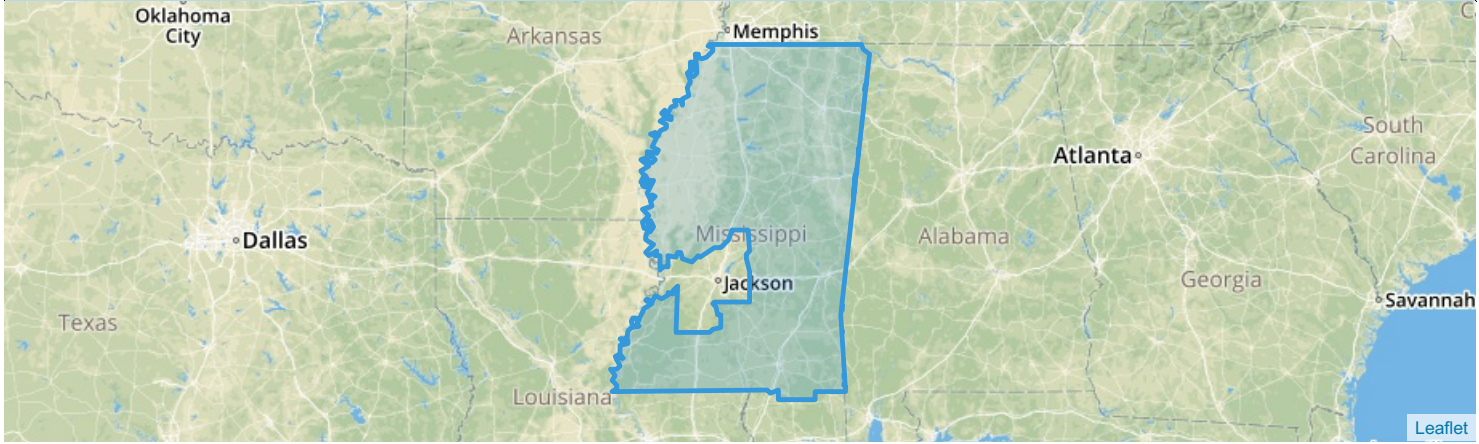 Oklahoma
City
Arkansas
Memphis
South
Carolina
Atlanta
Dallas
Mississippi
Alabama
Jackson
Georgia
Savannah
Texas
Louisiana
Leaflet